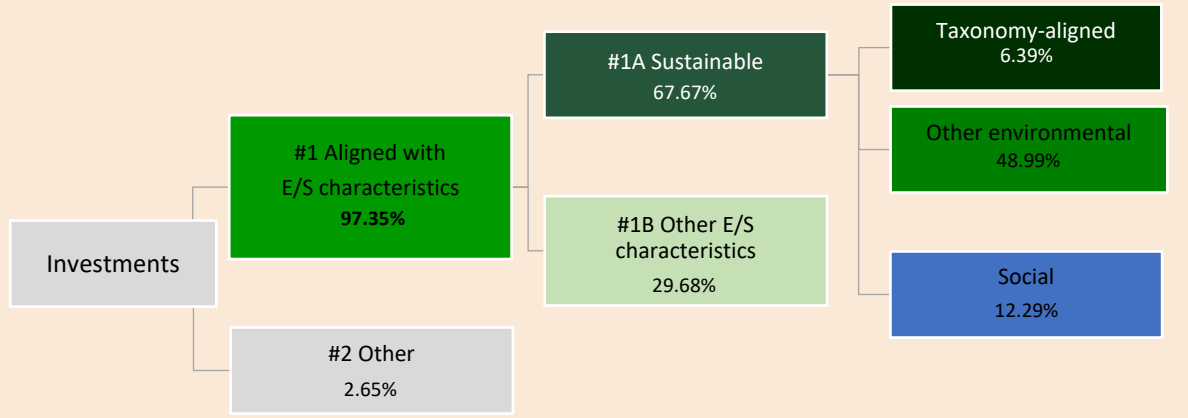 Investments
#1 Aligned with
E/S characteristics
97.35%
#2 Other
2.65%
#1A Sustainable
67.67%
#1B Other E/S
characteristics
29.68%
Taxonomy-aligned
6.39%
Other environmental
48.99%
Social
12.29%